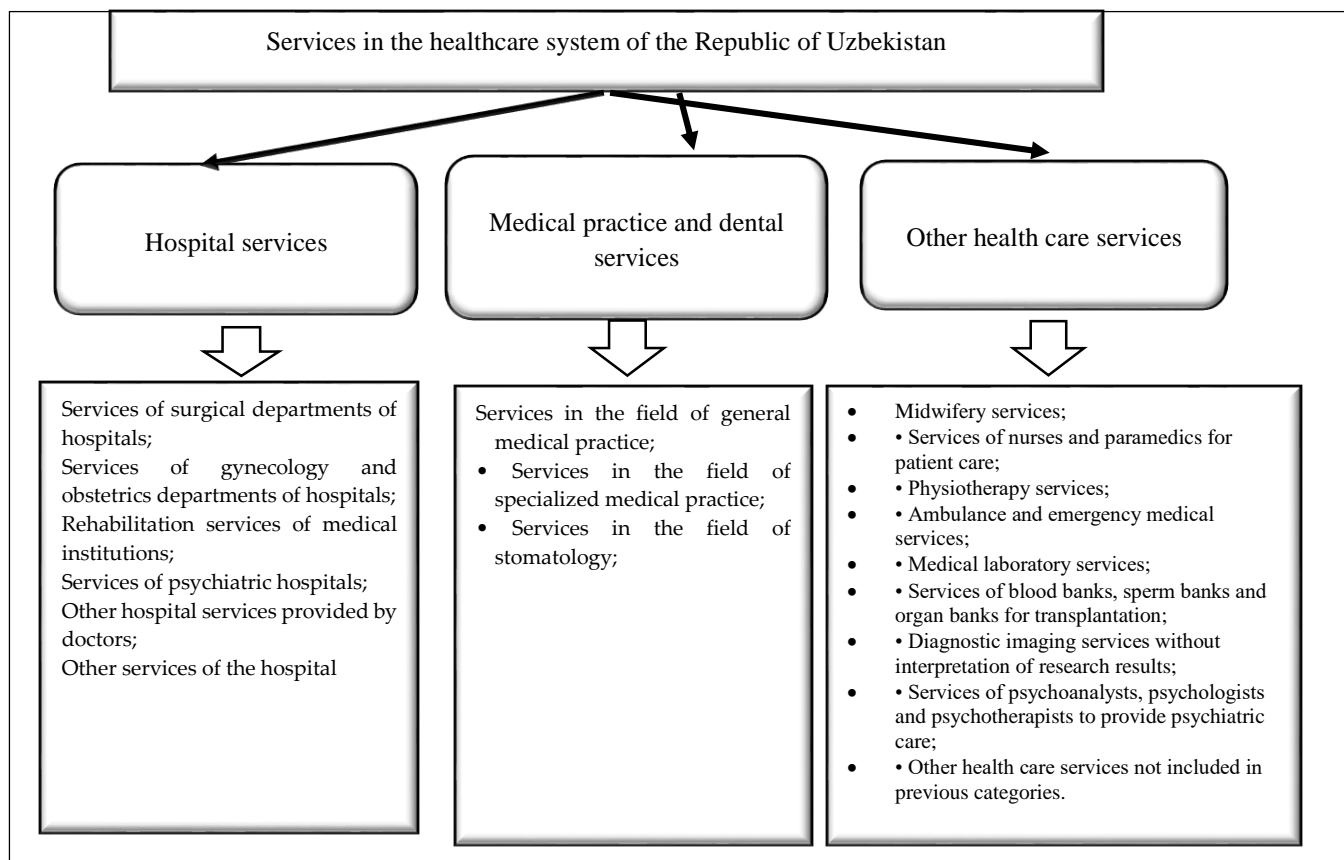 Services in the healthcare system of the Republic of Uzbekistan
Hospital services
Medical practice and dental
services
Other health care services
Services of surgical departments of
hospitals;
Services of gynecology and
obstetrics departments of hospitals;
Rehabilitation services of medical
institutions;
Services of psychiatric hospitals;
Other hospital services provided by
doctors;
Other services of the hospital
Services in the field of general
medical practice;
• Services in the field of
specialized medical practice;
• Services in the field of
stomatology;
• Midwifery services;
• • Services of nurses and paramedics for
patient care;
• • Physiotherapy services;
• • Ambulance and emergency medical
services;
• • Medical laboratory services;
• • Services of blood banks, sperm banks and
organ banks for transplantation;
• • Diagnostic imaging services without
interpretation of research results;
• • Services of psychoanalysts, psychologists
and psychotherapists to provide psychiatric
care;
• • Other health care services not included in
previous categories.